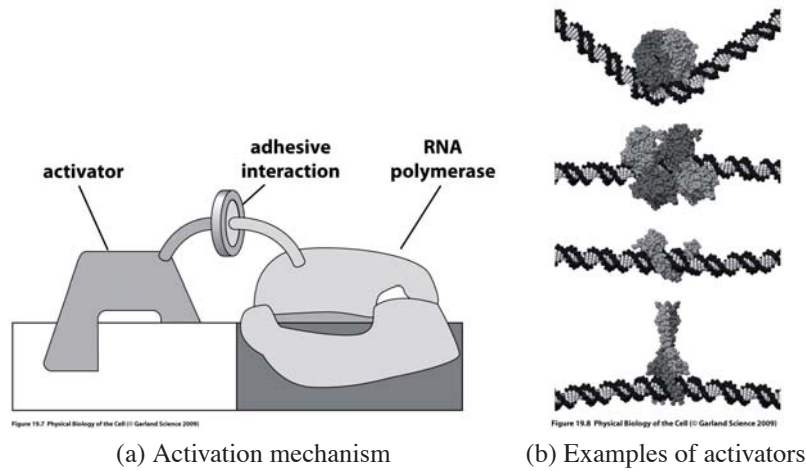 activator
adhesive
interaction
RNA
polymerase
Figure 19.7 Physical Biology of the Cell (© Garland Science 2009)
(a) Activation mechanism
Figure 19.8 Physical Biology of the Cell (© Garland Science 2009)
(b) Examples of activators